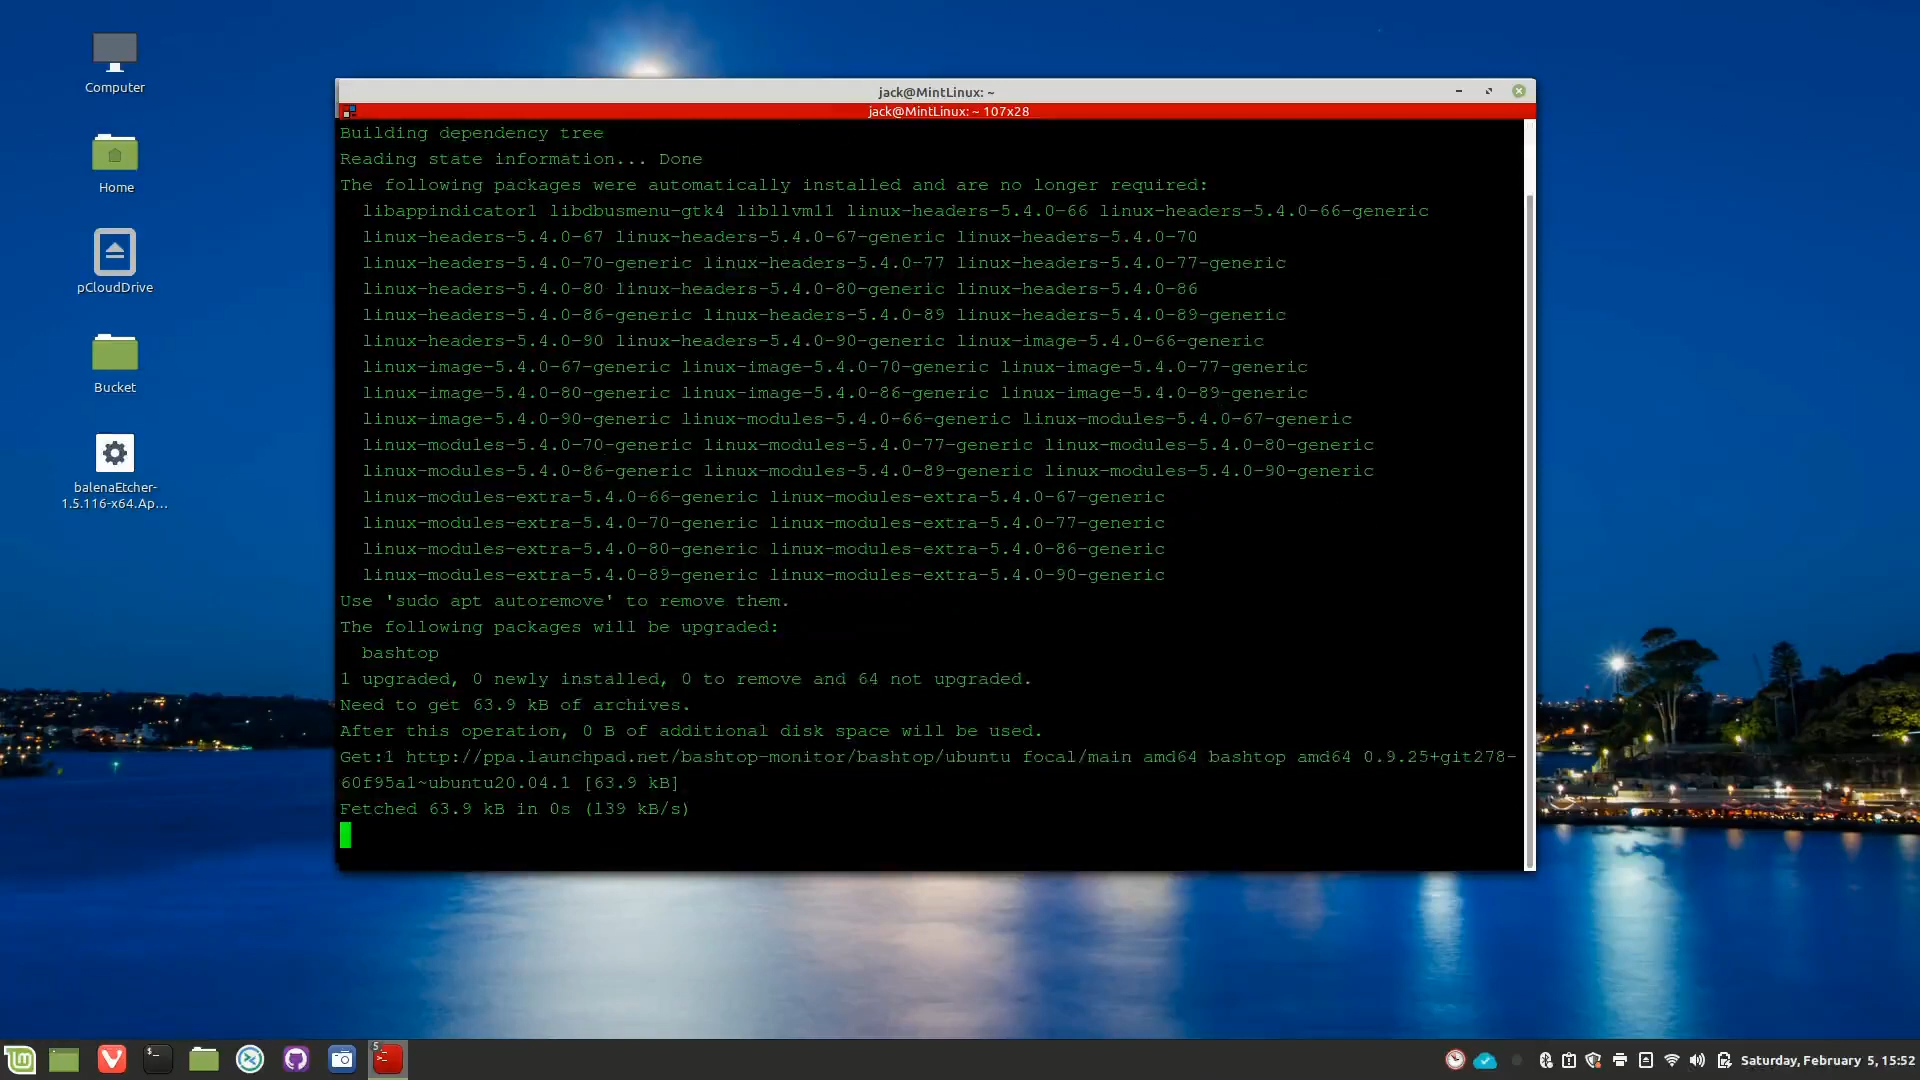 Computer
Home
pCloudDrive
Bucket
balenaEtcher-
1.5.116-x64.Ap...
jack@MintLinux: ~
jack@MintLinux: ~ 107x28
Building dependency tree
Reading state information... Done
The following packages were automatically installed and are no longer required:
libappindicator1 libdbusmenu-gtk4 libllvm11 linux-headers-5.4.0-66 linux-headers-5.4.0-66-generic
linux-headers-5.4.0-67 linux-headers-5.4.0-67-generic linux-headers-5.4.0-70
linux-headers-5.4.0-70-generic linux-headers-5.4.0-77 linux-headers-5.4.0-77-generic
linux-headers-5.4.0-80 linux-headers-5.4.0-80-generic linux-headers-5.4.0-86
linux-headers-5.4.0-86-generic linux-headers-5.4.0-89 linux-headers-5.4.0-89-generic
linux-headers-5.4.0-90 linux-headers-5.4.0-90-generic linux-image-5.4.0-66-generic
linux-image-5.4.0-67-generic linux-image-5.4.0-70-generic linux-image-5.4.0-77-generic
linux-image-5.4.0-80-generic linux-image-5.4.0-86-generic linux-image-5.4.0-89-generic
linux-image-5.4.0-90-generic linux-modules-5.4.0-66-generic linux-modules-5.4.0-67-generic
linux-modules-5.4.0-70-generic linux-modules-5.4.0-77-generic linux-modules-5.4.0-80-generic
linux-modules-5.4.0-86-generic linux-modules-5.4.0-89-generic linux-modules-5.4.0-90-generic
linux-modules-extra-5.4.0-66-generic linux-modules-extra-5.4.0-67-generic
linux-modules-extra-5.4.0-70-generic linux-modules-extra-5.4.0-77-generic
linux-modules-extra-5.4.0-80-generic linux-modules-extra-5.4.0-86-generic
linux-modules-extra-5.4.0-89-generic linux-modules-extra-5.4.0-90-generic
Use 'sudo apt autoremove' to remove them.
The following packages will be upgraded:
bashtop
1 upgraded, 0 newly installed, 0 to remove and 64 not upgraded.
Need to get 63.9 kB of archives.
After this operation, 0 B of additional disk space will be used.
Get:1 http://ppa.launchpad.net/bashtop-monitor/bashtop/ubuntu focal/main amd64 bashtop amd64 0.9.25+git278-
60f95a1~ubuntu20.04.1 [63.9 kB]
Fetched 63.9 kB in 0s (139 kB/s)
5
Saturday, February 5, 15:52